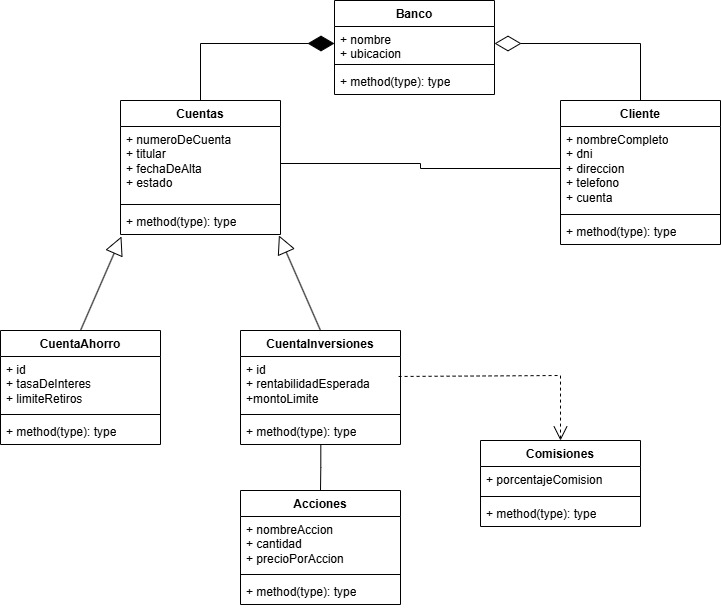 Banco
+ nombre
+ ubicacion
+ method(type): type
Cuentas
+ numeroDeCuenta
+ titular
+ fechaDeAlta
+ estado
+ method(type): type
Cliente
+ nombreCompleto
+ dni
+ direccion
+ telefono
+ cuenta
+ method(type): type
CuentaAhorro
+ id
+ tasaDeInteres
+ limiteRetiros
+ method(type): type
CuentaInversiones
+ id
+ rentabilidadEsperada
+montoLimite
+ method(type): type
Comisiones
+ porcentajeComision
+ method(type): type
Acciones
+ nombreAccion
+ cantidad
+ precioPorAccion
+ method(type): type